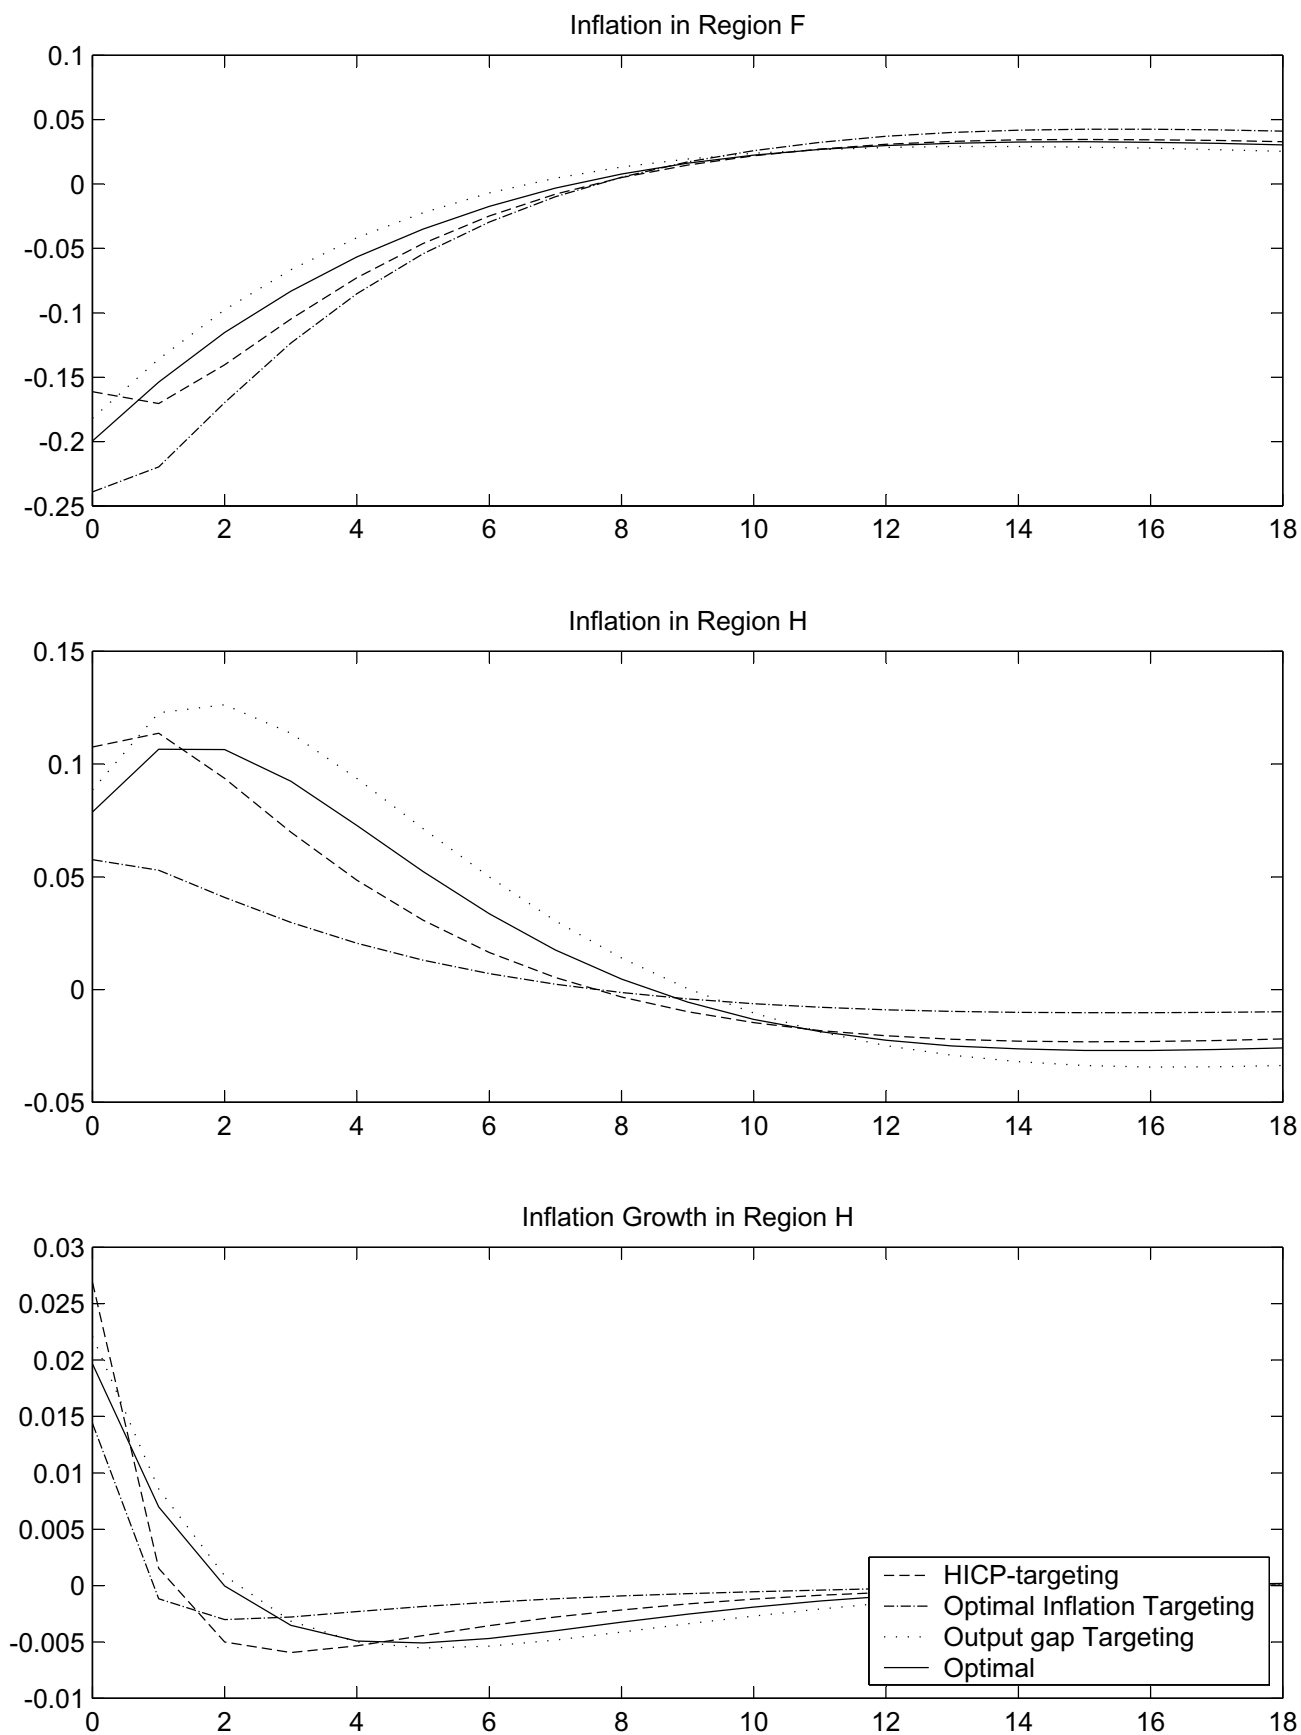 Inflation in Region F
0.1
0.05
0
-0.05
-0.1
-0.15
-0.2
-0.25
0 2 4 6 8 10 12 14 16 18
Inflation in Region H
0.15
0.1
0.05
0
-0.05
0 2 4 6 8 10 12 14 16 18
Inflation Growth in Region H
0.03
0.025
0.02
0.015
0.01
0.005
0
-0.005
-0.01
0 2 4 6 8 10 12 14 16 18
HICP-targeting
Optimal Inflation Targeting
Output gap Targeting
Optimal